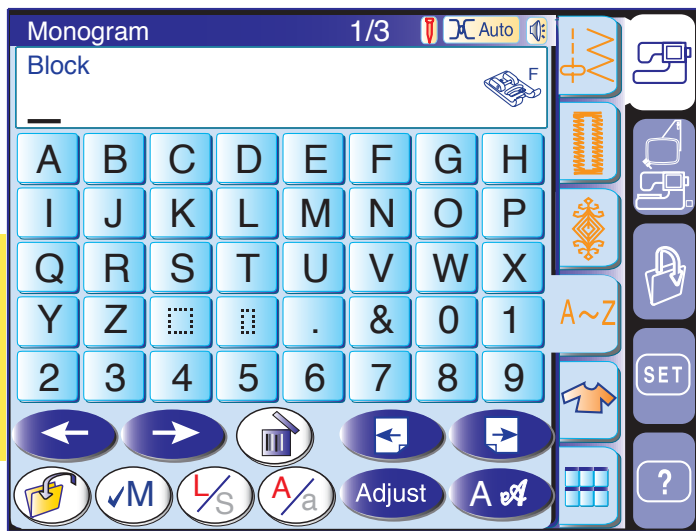 Monogram 1/3 Auto
Block F
A B C D E F G H
I J K L M N O P
Q R S T U V W X
Y Z . & 0 1
A~Z
2 3 4 5 6 7 8 9
SET
✓M L/S A/a Adjust A A
?